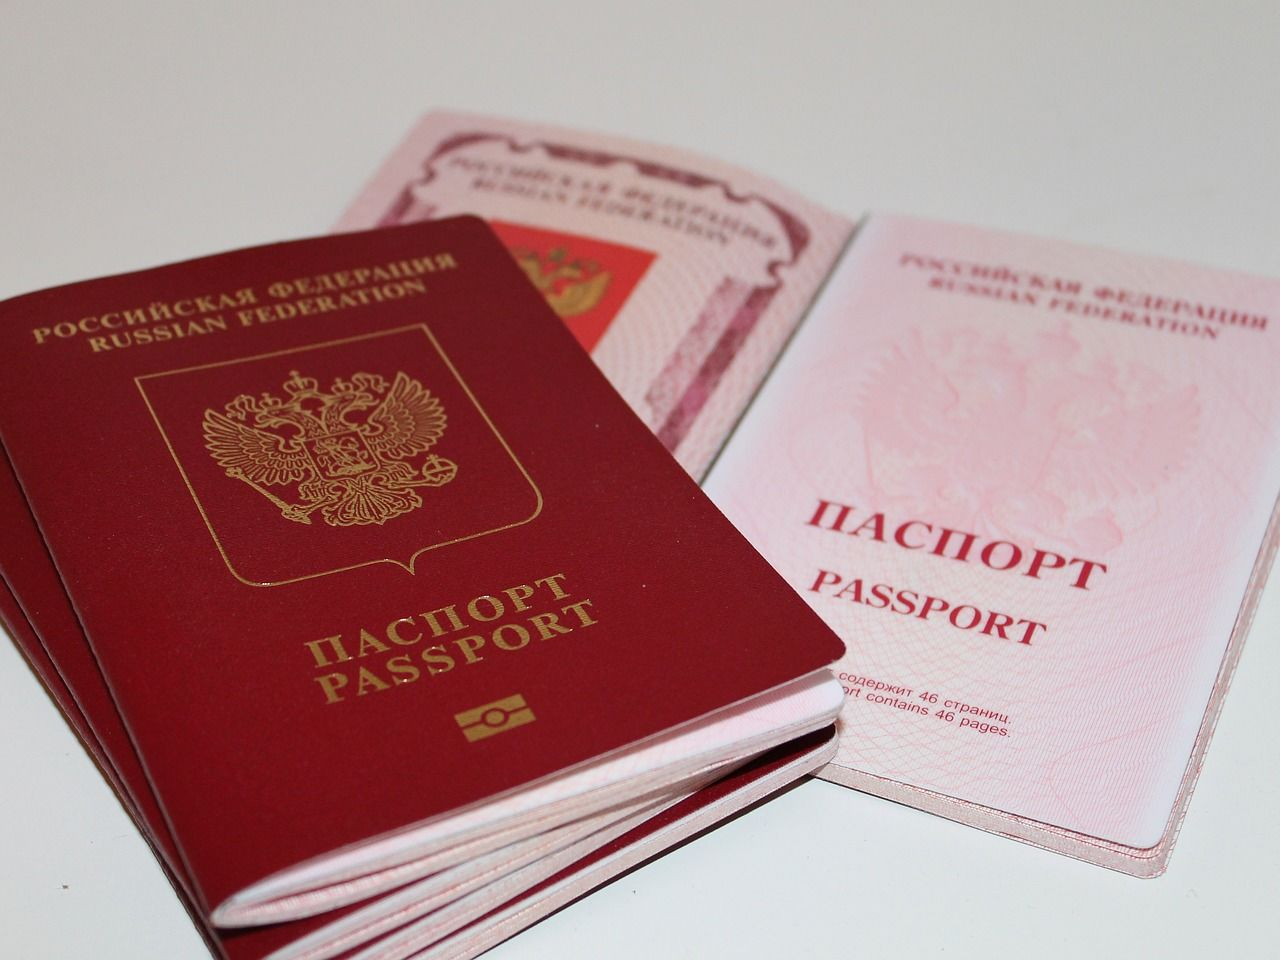 РОССИЙСКАЯ ФЕДЕРАЦИЯ
RUSSIAN FEDERATION
ПАСПОРТ
PASSPORT
РОССИЙСКАЯ ФЕДЕРАЦИЯ
RUSSIAN FEDERATION
РОССИЙСКАЯ ФЕДЕРАЦИЯ
RUSSIAN FEDERATION
ПАСПОРТ
PASSPORT
содержит 46 страниц.
contains 46 pages.